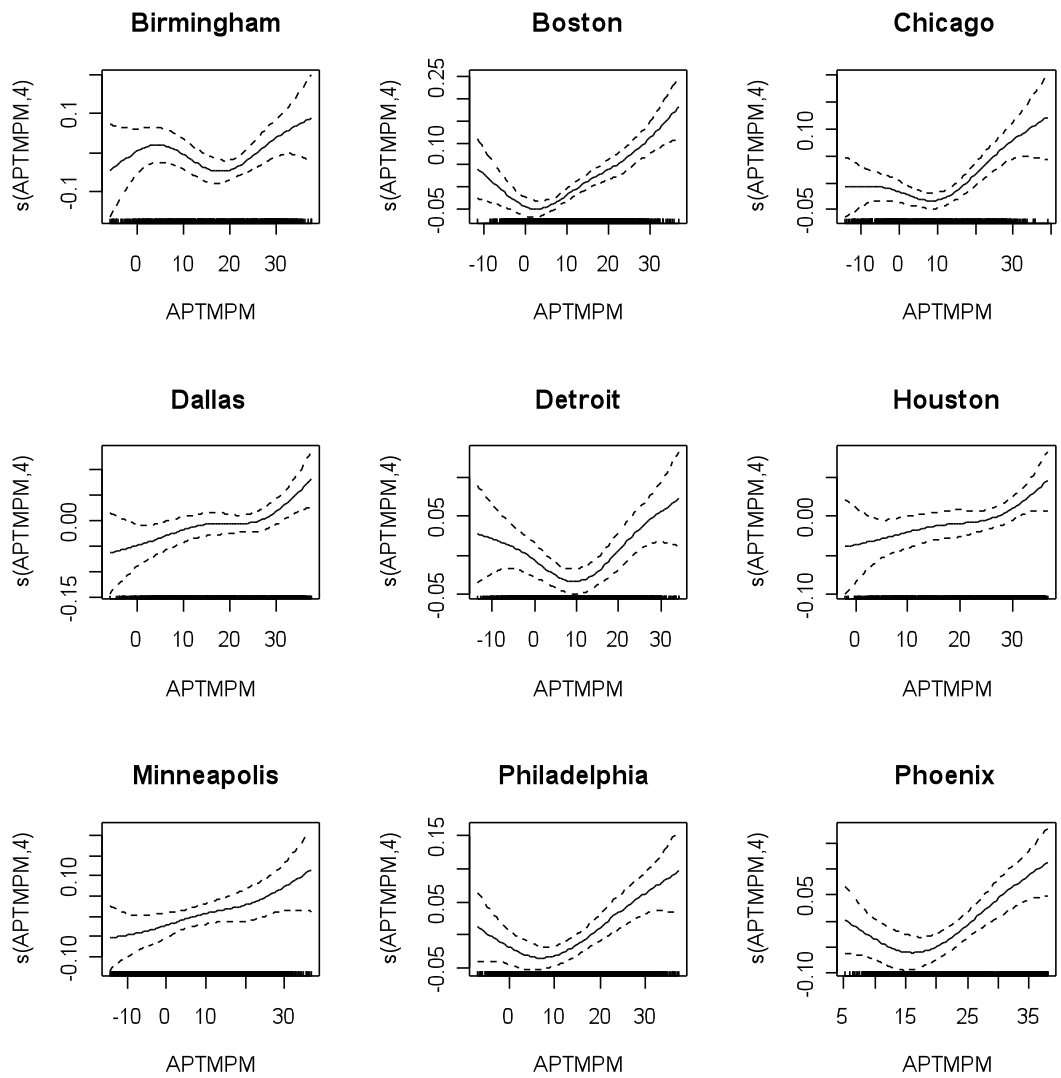 Birmingham
s(APTMPM,4)
-0.1 0.1
0 10 20 30
APTMPM
Boston
s(APTMPM,4)
-0.05 0.10 0.25
-10 0 10 20 30
APTMPM
Chicago
s(APTMPM,4)
-0.05 0.10
-10 0 10 30
APTMPM
Dallas
s(APTMPM,4)
-0.15 0.00
0 10 20 30
APTMPM
Detroit
s(APTMPM,4)
-0.05 0.05
-10 0 10 20 30
APTMPM
Houston
s(APTMPM,4)
-0.10 0.00
0 10 20 30
APTMPM
Minneapolis
s(APTMPM,4)
-0.10 0.10
-10 0 10 30
APTMPM
Philadelphia
s(APTMPM,4)
-0.05 0.05 0.15
0 10 20 30
APTMPM
Phoenix
s(APTMPM,4)
-0.10 0.05
5 15 25 35
APTMPM